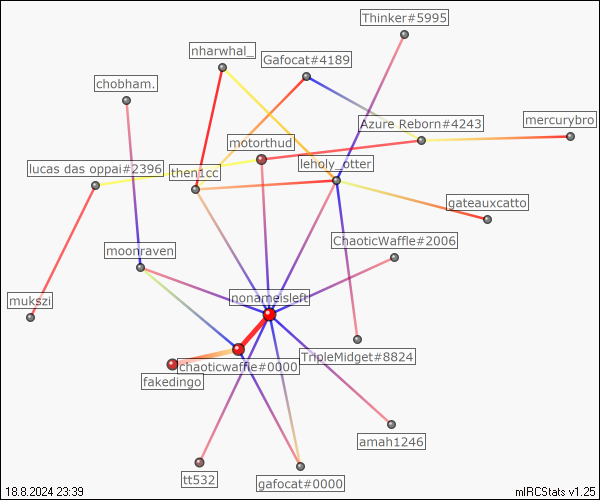 Thinker#5995
nharwhal_
Gafocat#4189
chobham.
mercurybro
Azure Reborn#4243
motorthud
leholy_otter
lucas das oppai#2396
then1cc
gateauxcatto
ChaoticWaffle#2006
moonraven
nonameisleft
mukszi
TripleMidget#8824
chaoticwaffle#0000
fakedingo
amah1246
tt532
gafocat#0000
18.8.2024 23:39
mIRCStats v1.25